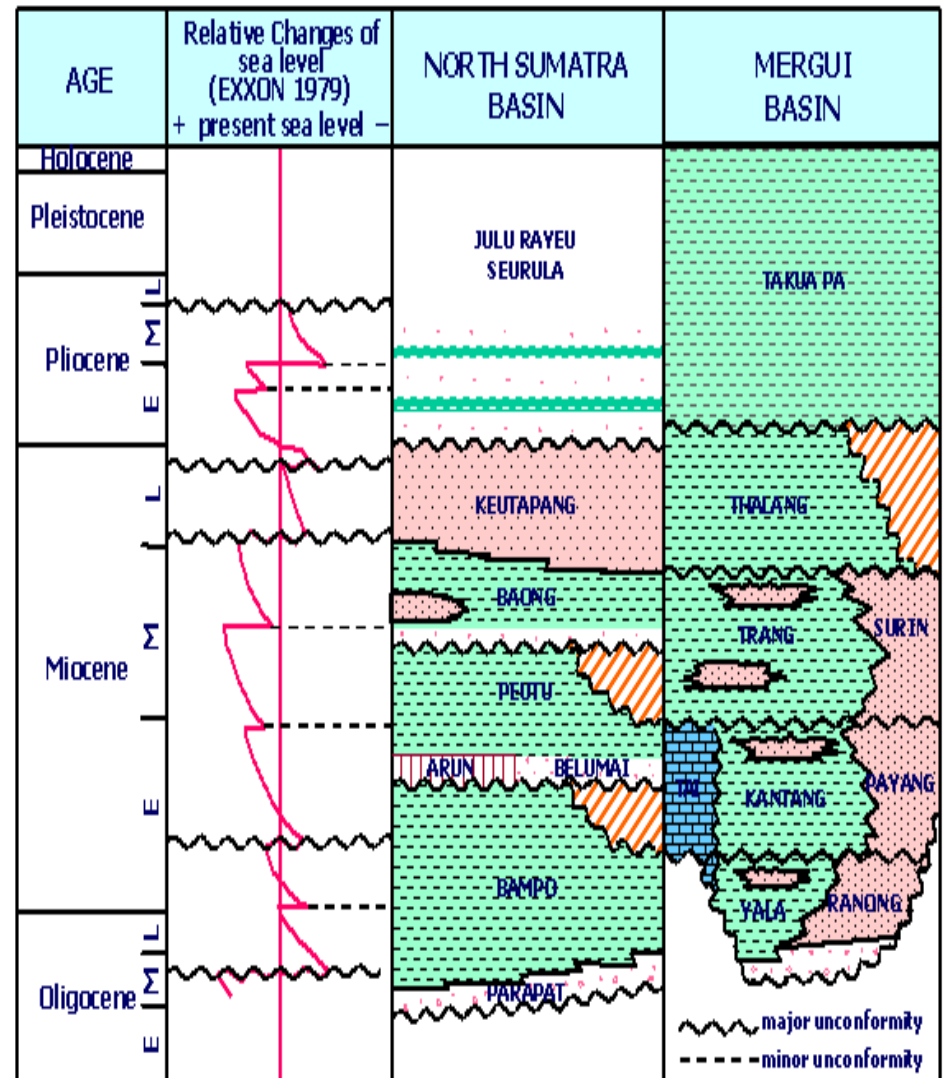 AGE
Relative Changes of
sea level
(EXXON 1979)
+ present sea level –
NORTH SUMATRA
BASIN
MERGUI
BASIN
Holocene
Pleistocene
Pliocene
L
M
E
Miocene
L
M
E
Oligocene
L
M
E
JULU RAYEU
SEURULA
KEUTAPANG
BAONG
PEUTU
ARUN
BELUMAI
BAMPO
PARAPAT
TAKUA PA
THALANG
TRANG
SURIN
TAI
KANTANG
PAYANG
YALA
RANONG
major unconformity
minor unconformity